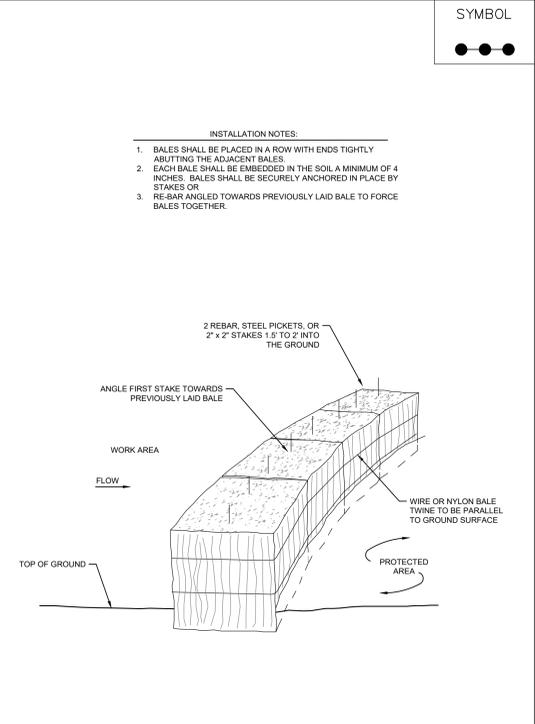 SYMBOL
INSTALLATION NOTES:
1. BALES SHALL BE PLACED IN A ROW WITH ENDS TIGHTLY
ABUTTING THE ADJACENT BALES.
2. EACH BALE SHALL BE EMBEDDED IN THE SOIL A MINIMUM OF 4
INCHES. BALES SHALL BE SECURELY ANCHORED IN PLACE BY
STAKES OR
3. RE-BAR ANGLED TOWARDS PREVIOUSLY LAID BALE TO FORCE
BALES TOGETHER.
2 REBAR, STEEL PICKETS, OR
2" x 2" STAKES 1.5' TO 2' INTO
THE GROUND
ANGLE FIRST STAKE TOWARDS
PREVIOUSLY LAID BALE
WORK AREA
FLOW
WIRE OR NYLON BALE
TWINE TO BE PARALLEL
TO GROUND SURFACE
TOP OF GROUND
PROTECTED
AREA